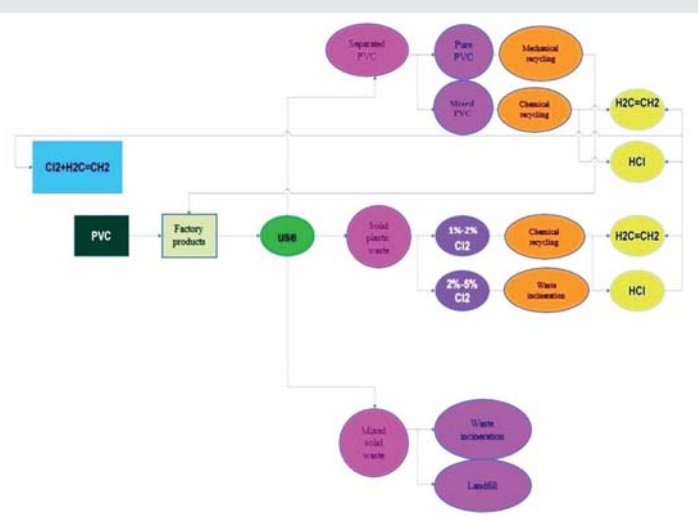 Separated
PVC
Pure
PVC
Mechanical
recycling
Mixed
PVC
Chemical
recycling
H2C=CH2
HCl
Cl2+H2C=CH2
PVC
Factory
products
use
Solid
plastic
waste
1%-2%
Cl2
Chemical
recycling
H2C=CH2
2%-5%
Cl2
Waste
incineration
HCl
Mixed
solid
waste
Waste
incineration
Landfill